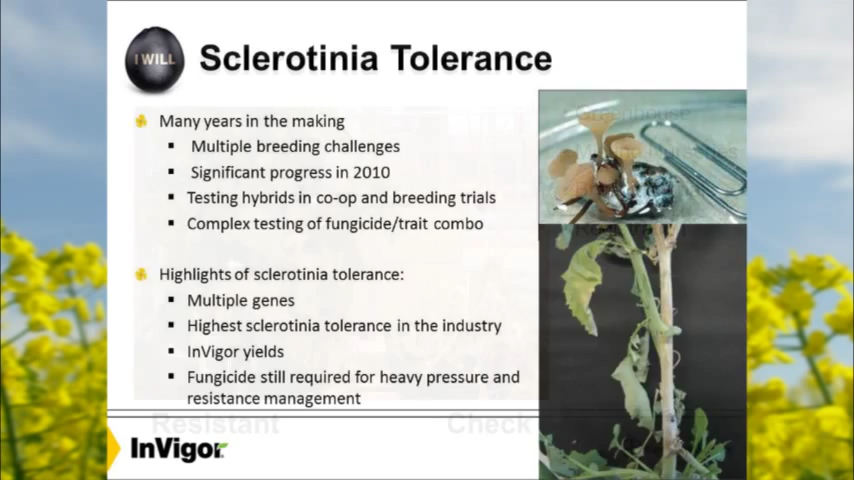 I WILL
Sclerotinia Tolerance
Many years in the making
Multiple breeding challenges
Significant progress in 2010
Testing hybrids in co-op and breeding trials
Complex testing of fungicide/trait combo
Highlights of sclerotinia tolerance:
Multiple genes
Highest sclerotinia tolerance in the industry
InVigor yields
Fungicide still required for heavy pressure and
resistance management
Greenhouse
Resistant
Check
InVigor